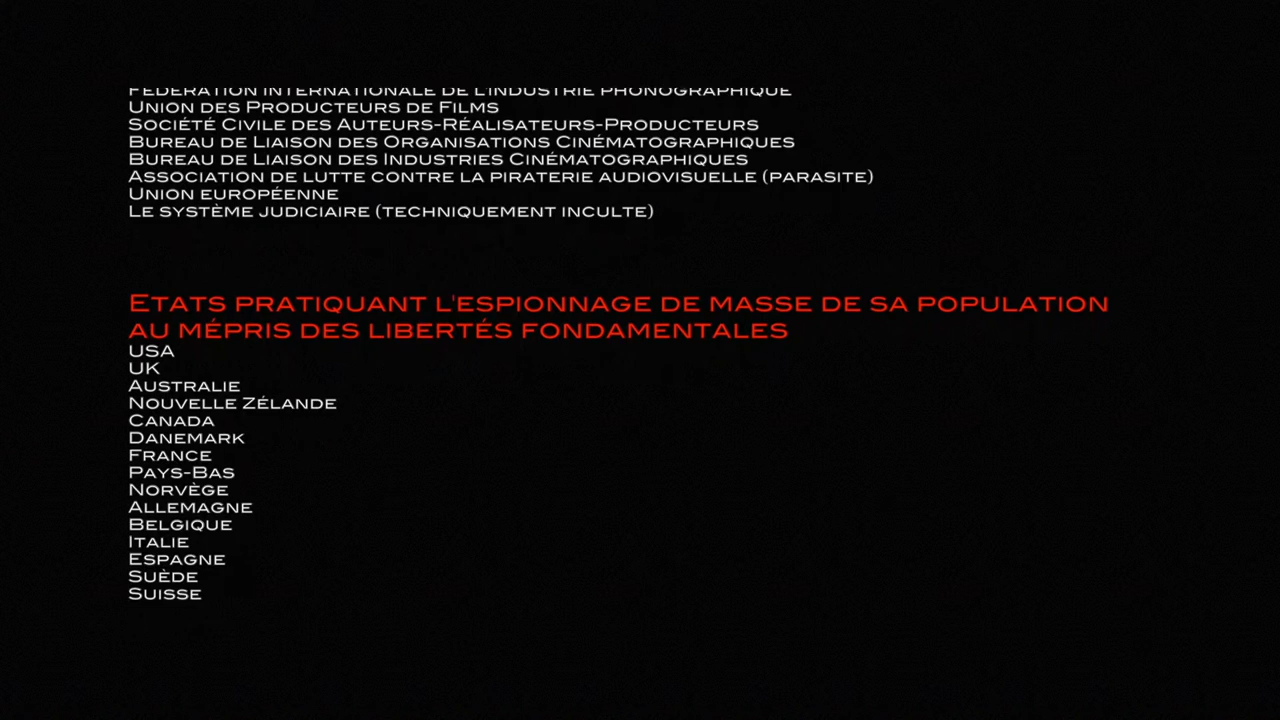 Fédération Internationale de l'Industrie Phonographique
Union des Producteurs de Films
Société Civile des Auteurs-Réalisateurs-Producteurs
Bureau de Liaison des Organisations Cinématographiques
Bureau de Liaison des Industries Cinématographiques
Association de lutte contre la piraterie audiovisuelle (parasite)
Union européenne
Le système judiciaire (techniquement inculte)
Etats pratiquant l'espionnage de masse de sa population
au mépris des libertés fondamentales
USA
UK
Australie
Nouvelle Zélande
Canada
Danemark
France
Pays-Bas
Norvège
Allemagne
Belgique
Italie
Espagne
Suède
Suisse